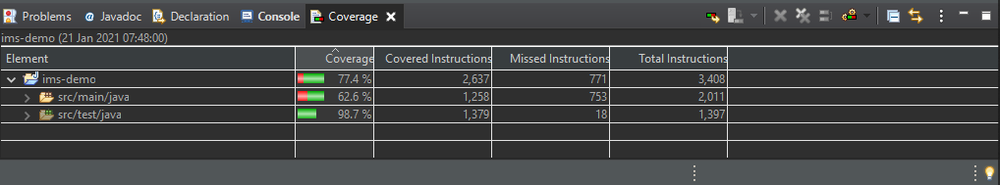 Problems @ Javadoc Declaration Console Coverage
ims-demo (21 Jan 2021 07:48:00)
Element Coverage Covered Instructions Missed Instructions Total Instructions
ims-demo 77.4 % 2,637 771 3,408
src/main/java 62.6 % 1,258 753 2,011
src/test/java 98.7 % 1,379 18 1,397